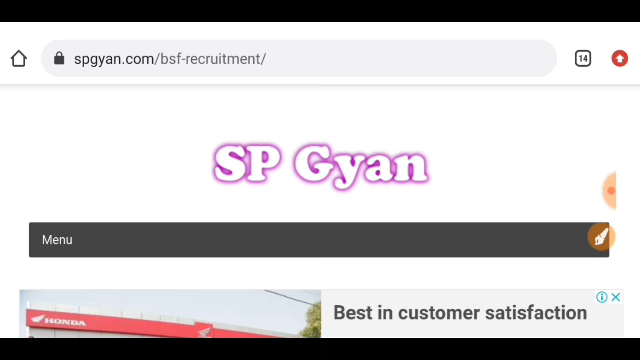 spgyan.com/bsf-recruitment/
14
SP Gyan
Menu
HONDA
Best in customer satisfaction